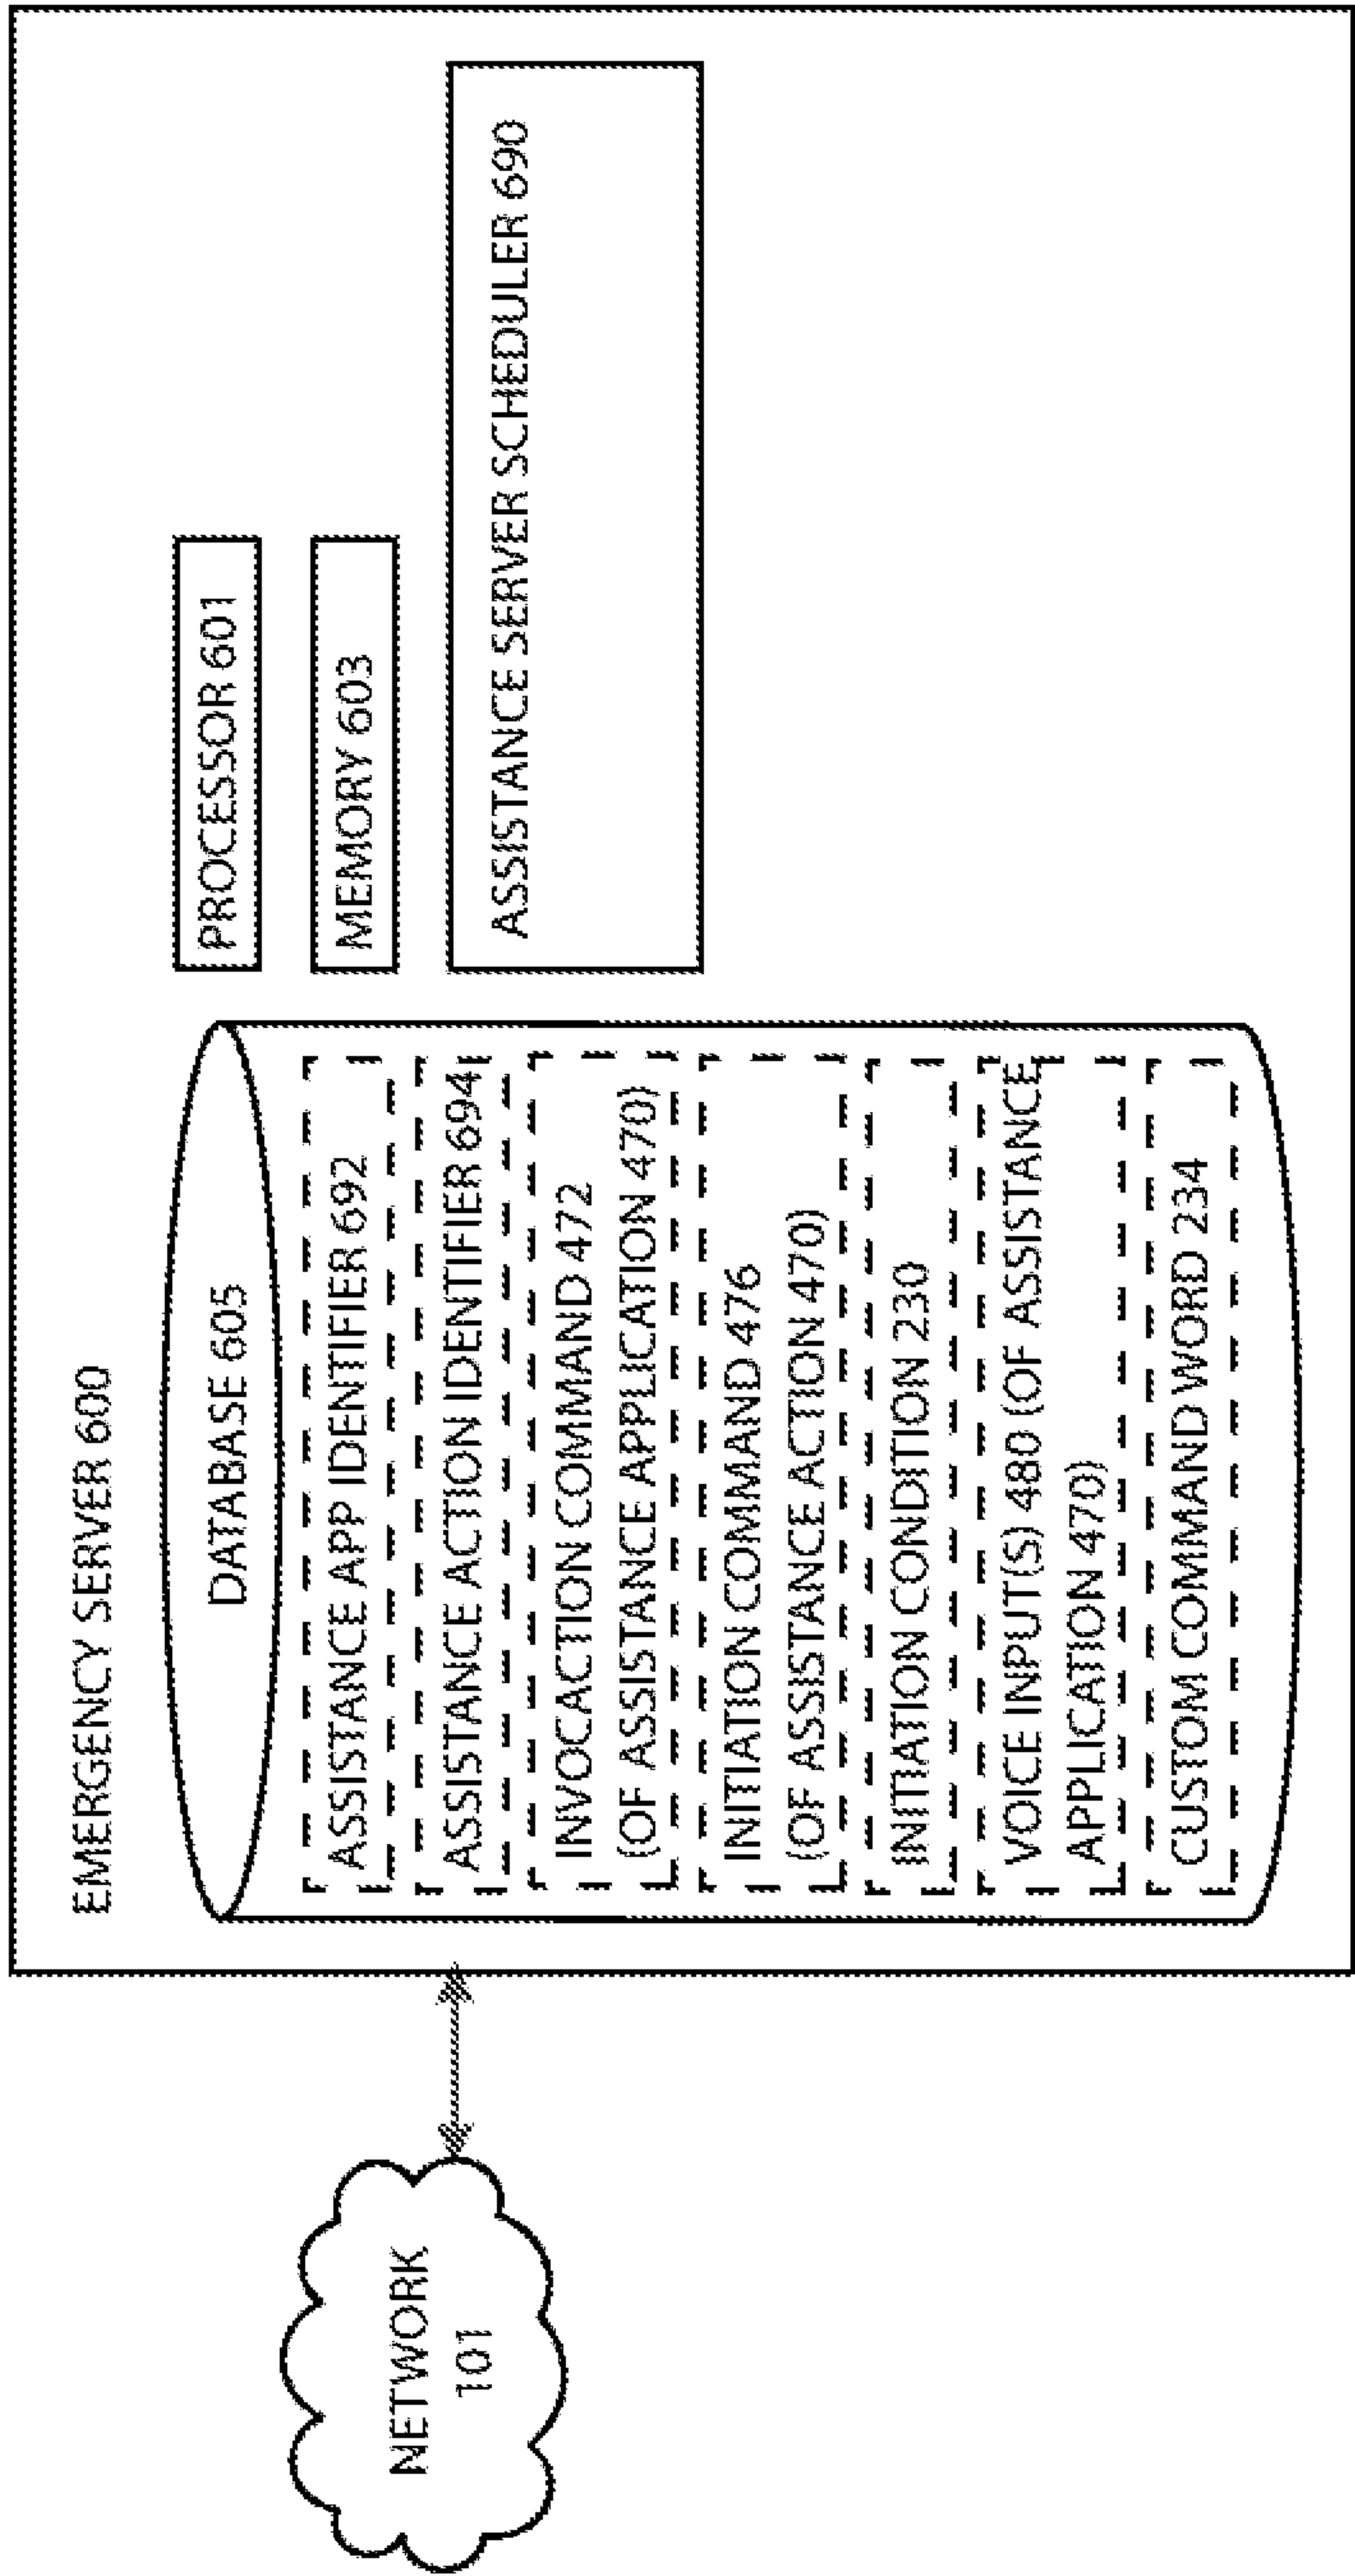 EMERGENCY SERVER 600
NETWORK
101
DATABASE 605
ASSISTANCE APP IDENTIFIER 692
ASSISTANCE ACTION IDENTIFIER 694
INVOCACTION COMMAND 472
(OF ASSISTANCE APPLICATION 470)
INITIATION COMMAND 476
(OF ASSISTANCE ACTION 470)
INITIATION CONDITION 230
VOICE INPUT(S) 480 (OF ASSISTANCE
APPLICATION 470)
CUSTOM COMMAND WORD 234
PROCESSOR 601
MEMORY 603
ASSISTANCE SERVER SCHEDULER 690